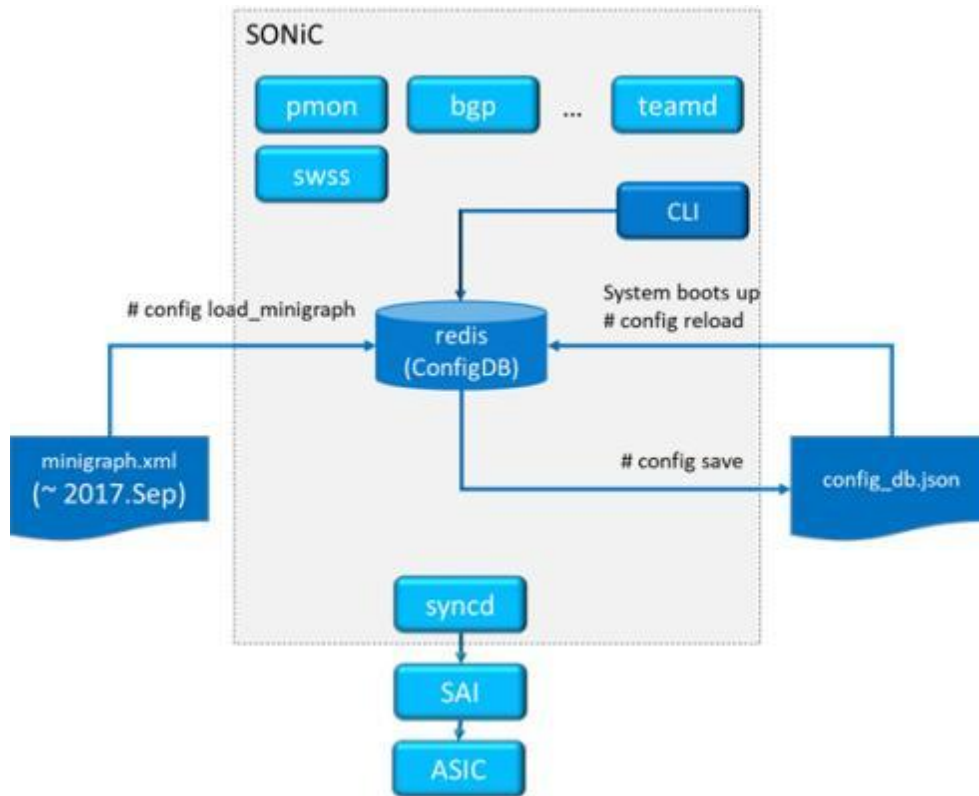 SONiC
pmon
bgp
...
teamd
swss
CLI
# config load_minigraph
System boots up
# config reload
redis
(ConfigDB)
minigraph.xml
(~ 2017.Sep)
# config save
config_db.json
syncd
SAI
ASIC